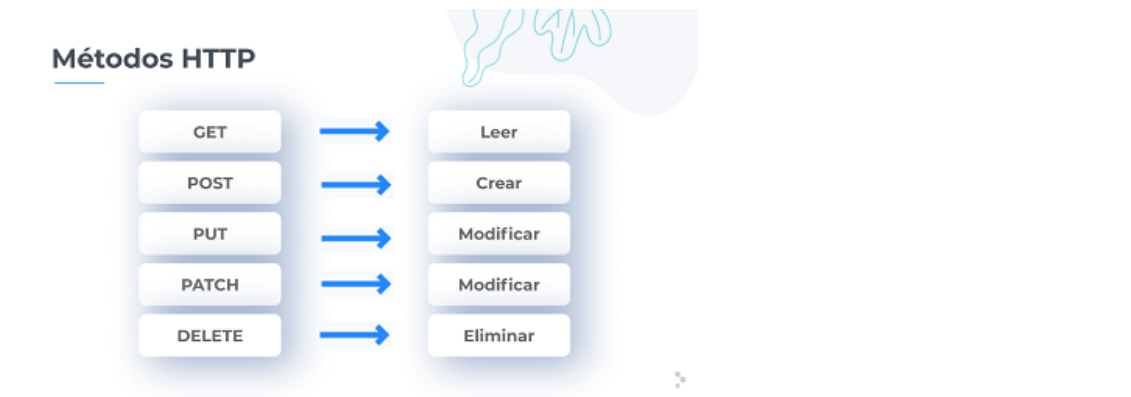 Métodos HTTP
GET
Leer
POST
Crear
PUT
Modificar
PATCH
Modificar
DELETE
Eliminar